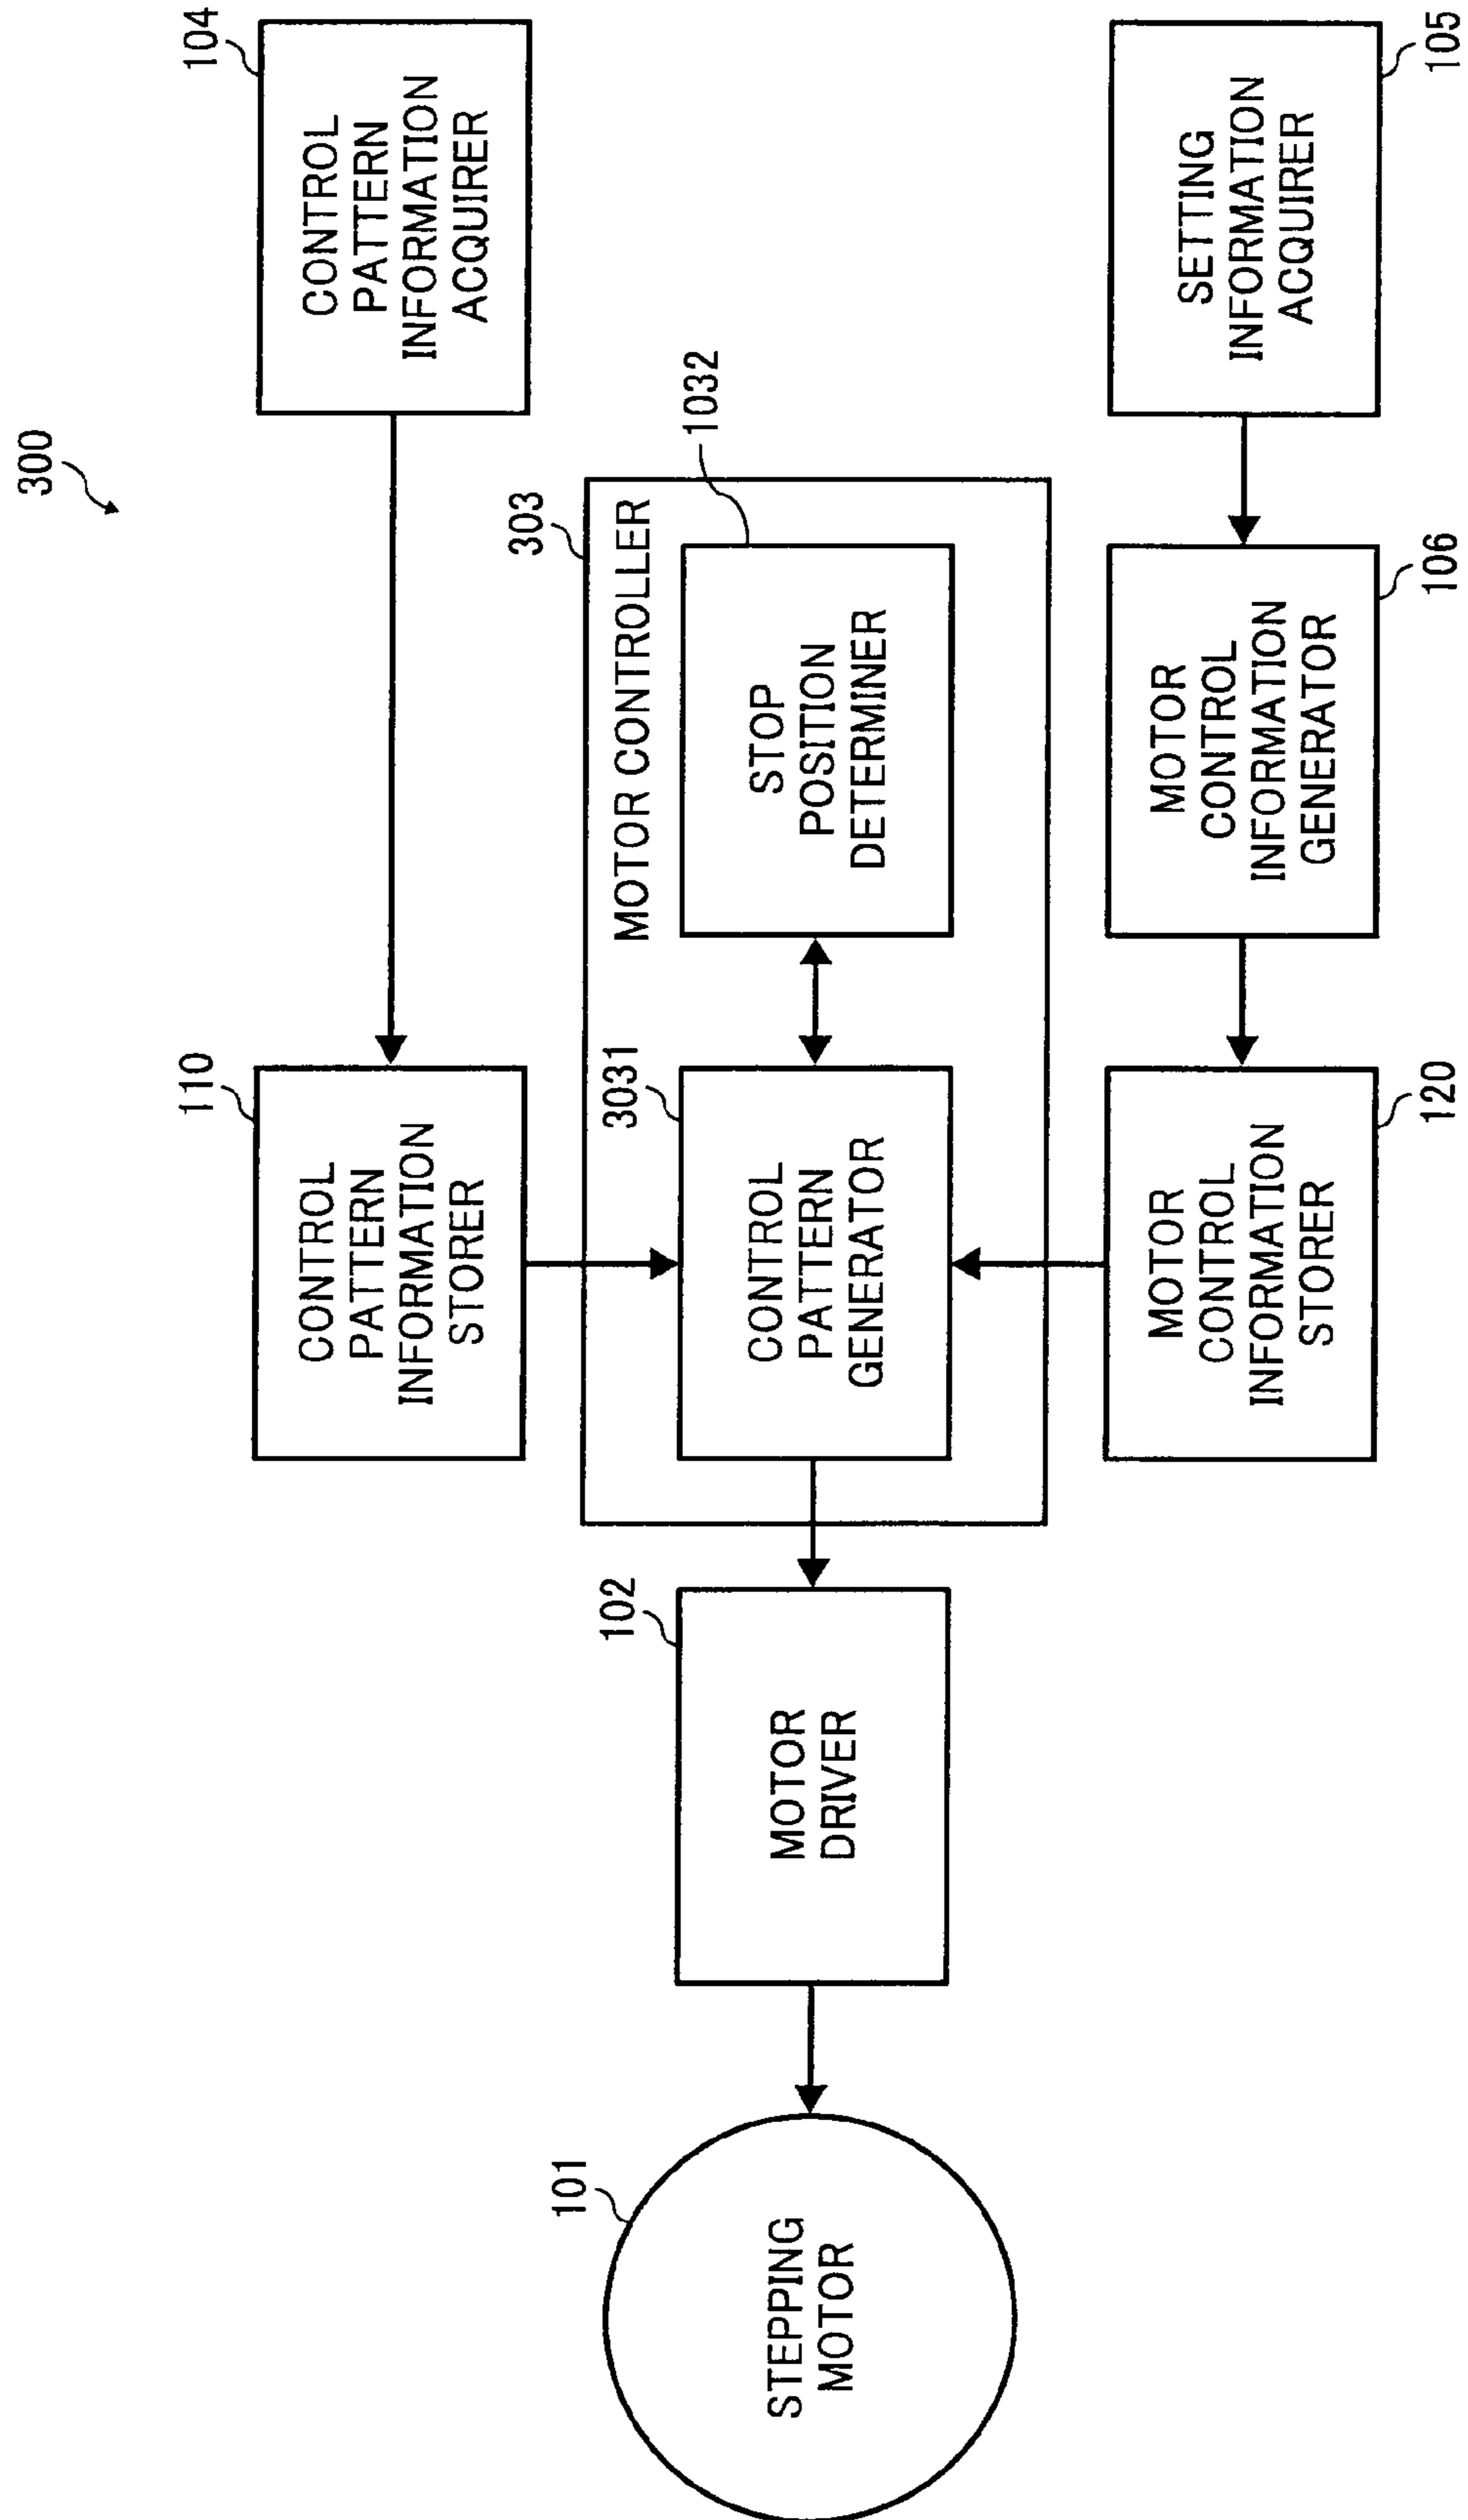 300
104
CONTROL
PATTERN
INFORMATION
ACQUIRER
110
CONTROL
PATTERN
INFORMATION
STORER
303
MOTOR CONTROLLER
1032
STOP
POSITION
DETERMINER
3031
CONTROL
PATTERN
GENERATOR
102
MOTOR
DRIVER
101
STEPPING
MOTOR
SETTING
INFORMATION
ACQUIRER
105
MOTOR
CONTROL
INFORMATION
GENERATOR
106
MOTOR
CONTROL
INFORMATION
STORER
120